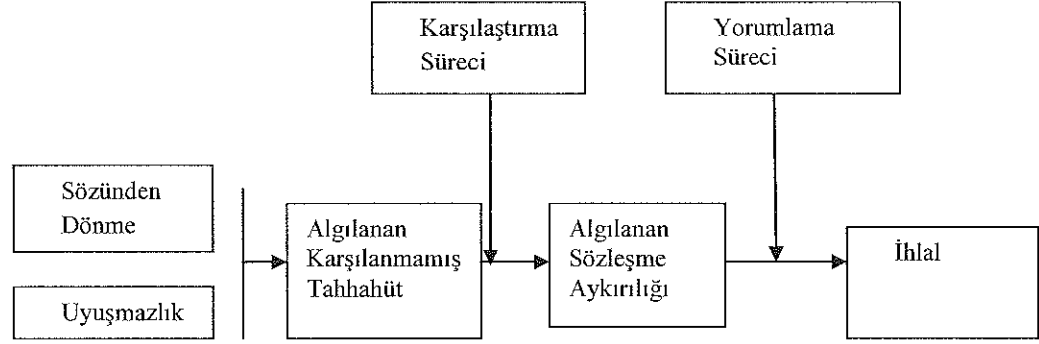 Karşılaştırma
Süreci
Yorumlama
Süreci
Sözünden
Dönme
Uyuşmazlık
Algılanan
Karşılanmamış
Tahhahüt
Algılanan
Sözleşme
Aykırılığı
İhlal